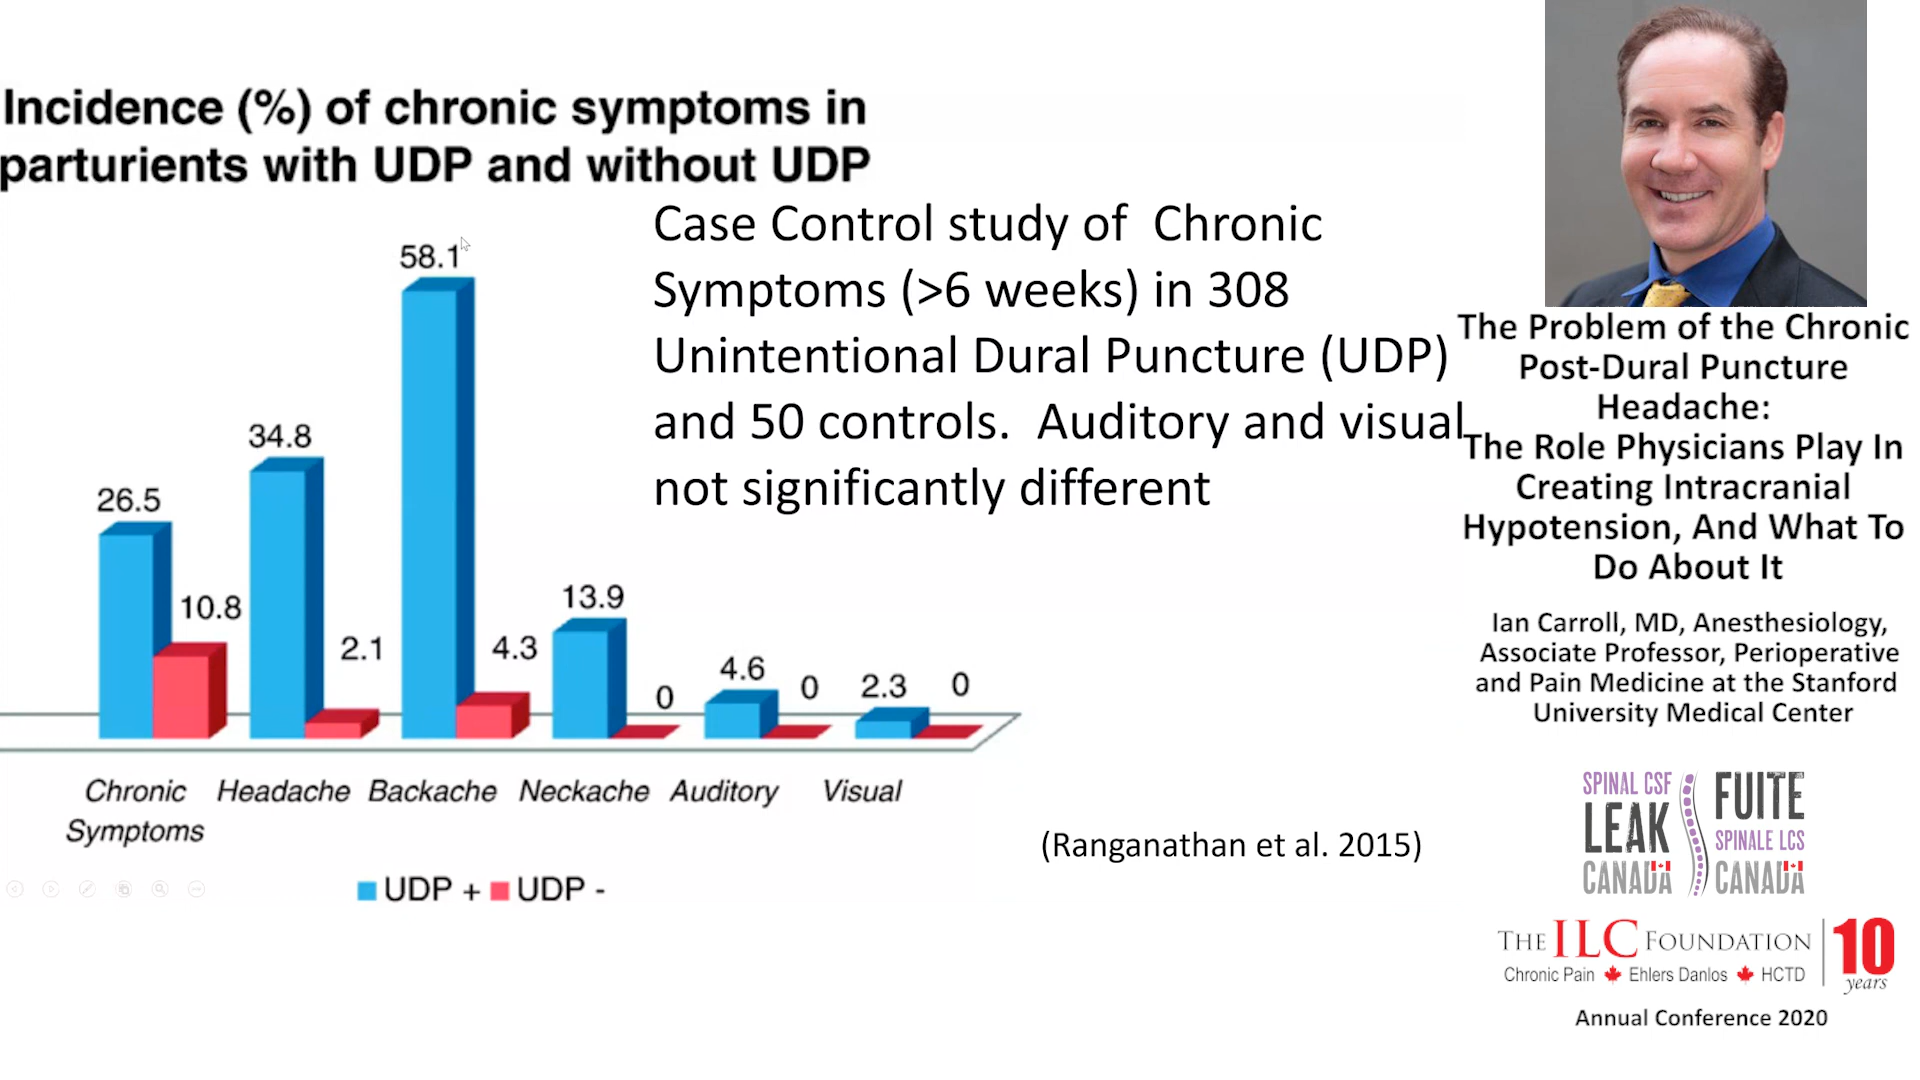 Incidence (%) of chronic symptoms in
parturients with UDP and without UDP
Case Control study of  Chronic
Symptoms (>6 weeks) in 308
Unintentional Dural Puncture (UDP)
and 50 controls.  Auditory and visual
not significantly different
58.1
34.8
26.5
10.8
2.1
4.3
13.9
0
4.6
0
2.3
0
Chronic
Symptoms
Headache
Backache
Neckache
Auditory
Visual
UDP + UDP -
(Ranganathan et al. 2015)
The Problem of the Chronic
Post-Dural Puncture
Headache:
The Role Physicians Play In
Creating Intracranial
Hypotension, And What To
Do About It
Ian Carroll, MD, Anesthesiology,
Associate Professor, Perioperative
and Pain Medicine at the Stanford
University Medical Center
SPINAL CSF
LEAK
CANADA
FUITE
SPINALE LCS
CANADA
THE ILC FOUNDATION
Chronic Pain Ehlers Danlos HCTD
10
years
Annual Conference 2020